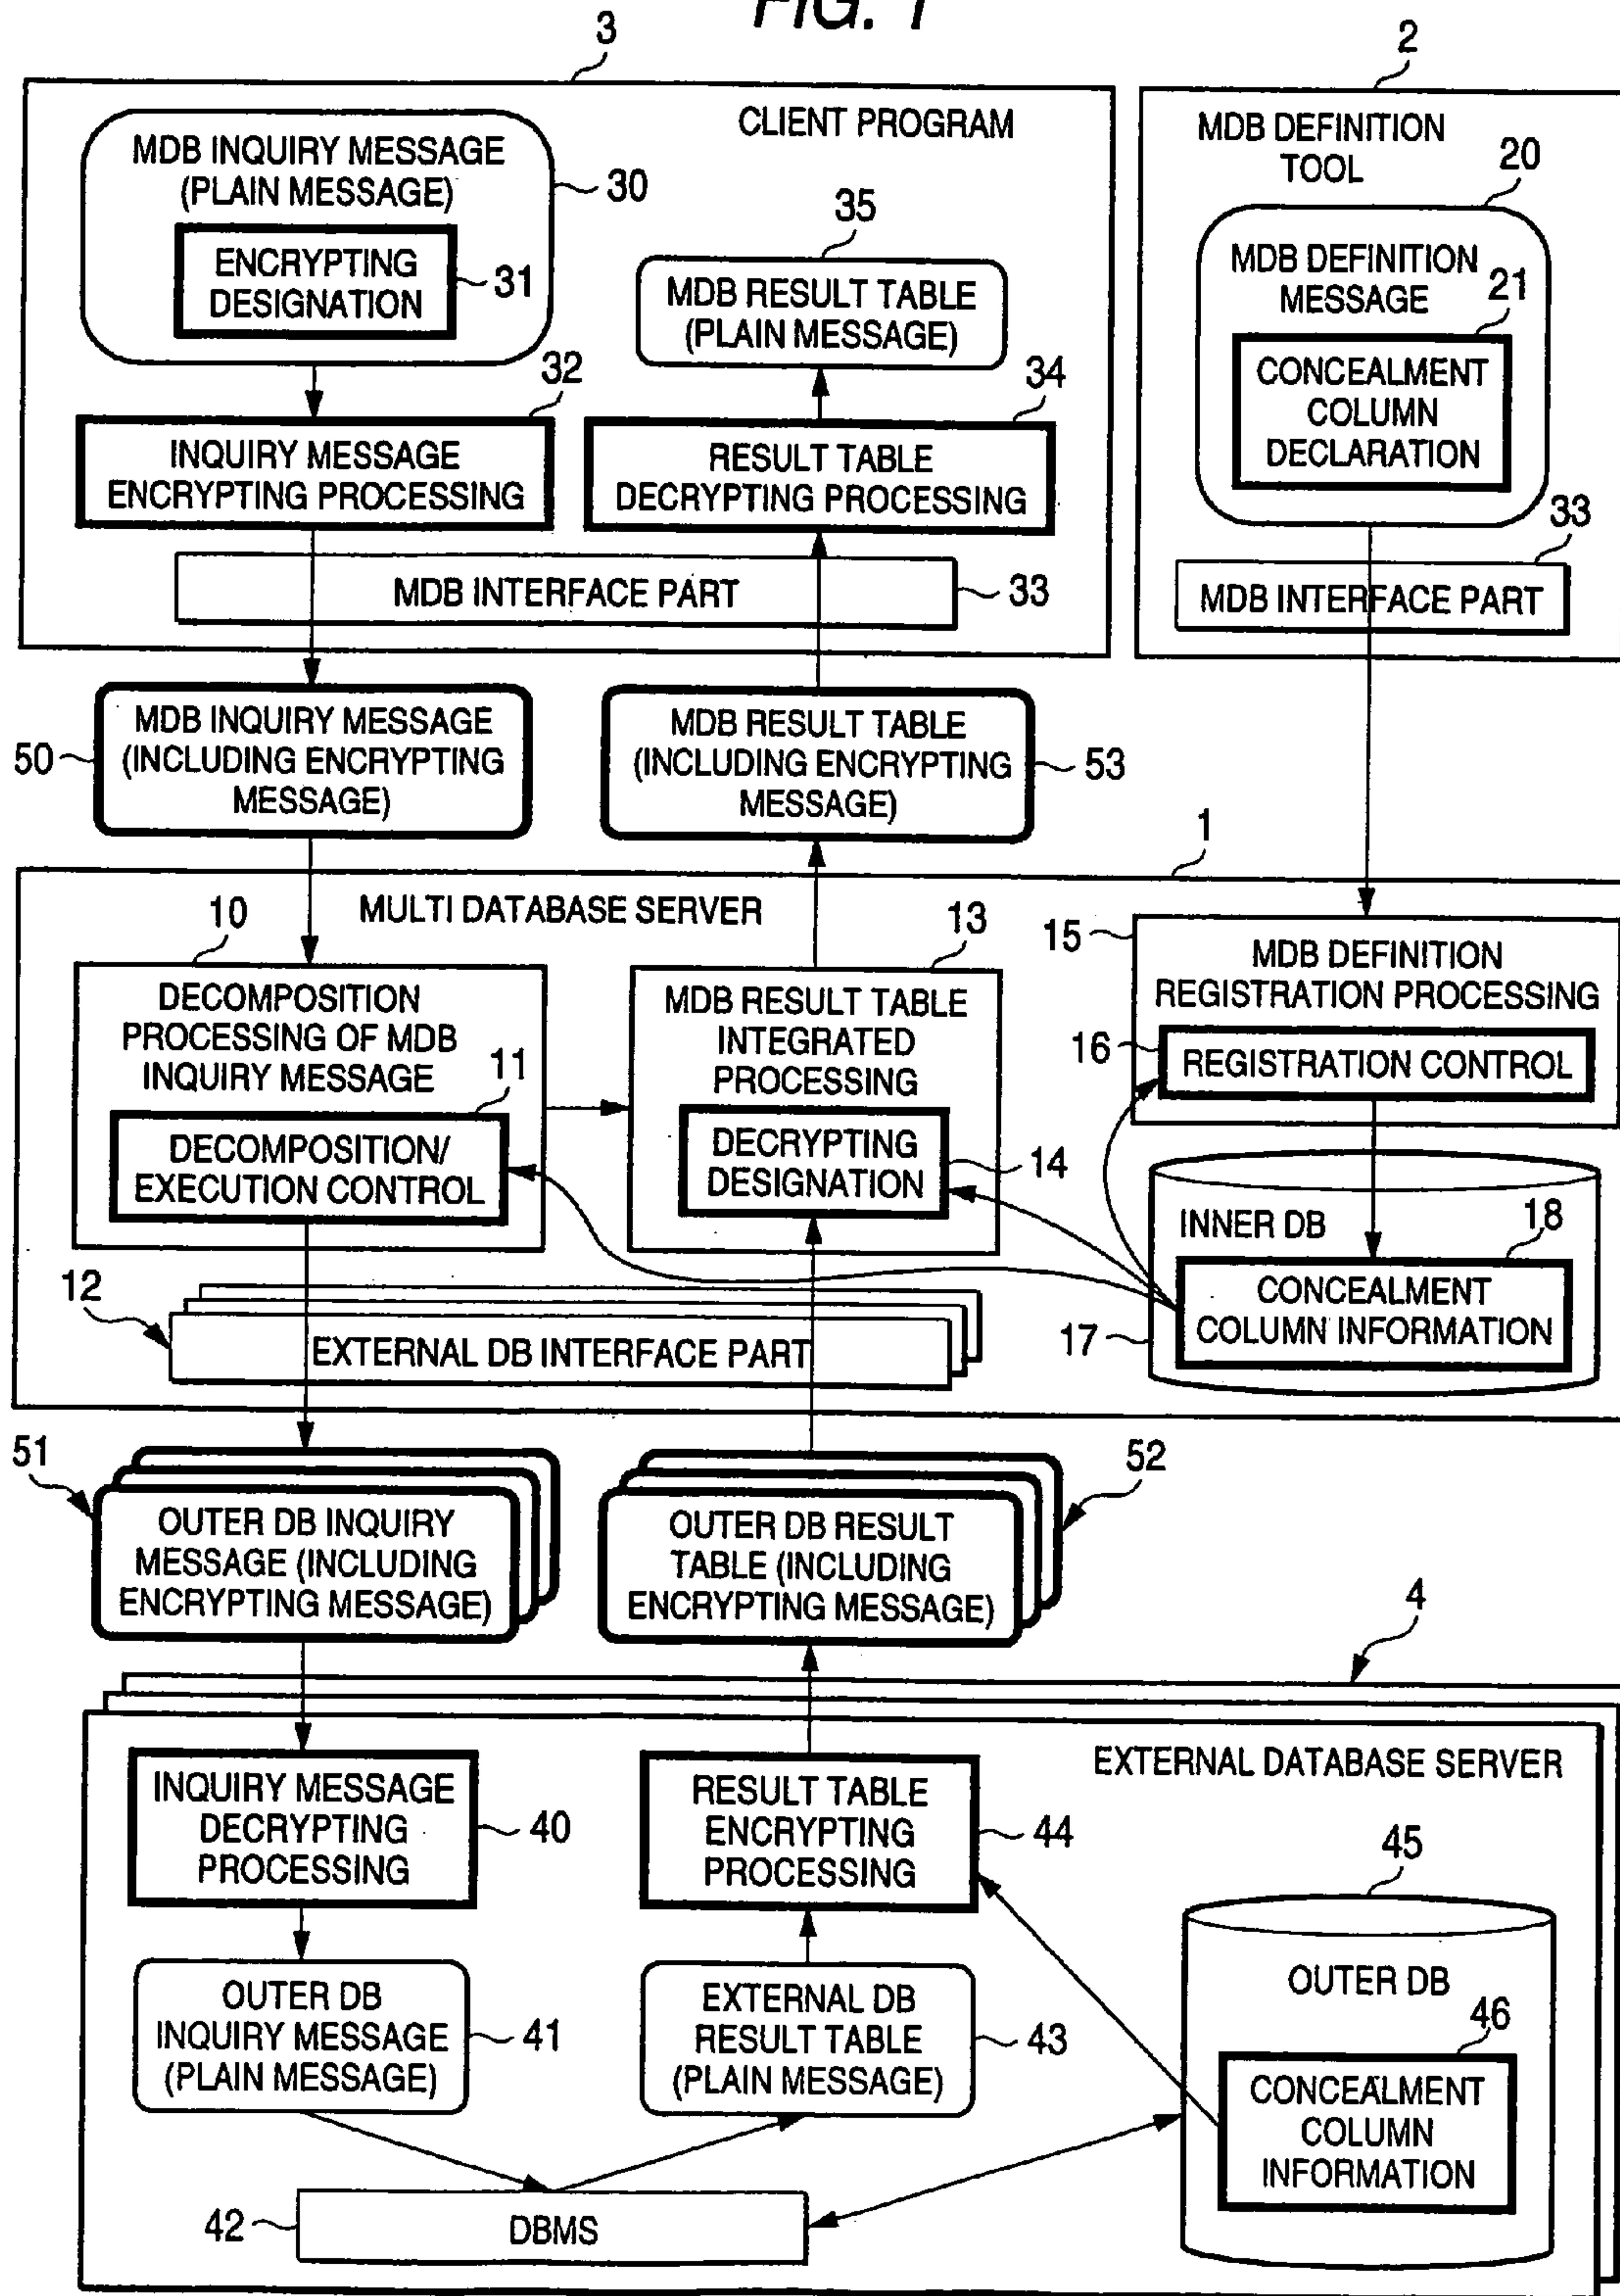 FIG. 1
3
2
CLIENT PROGRAM
MDB INQUIRY MESSAGE
(PLAIN MESSAGE)
30
ENCRYPTING
DESIGNATION
31
35
MDB RESULT TABLE
(PLAIN MESSAGE)
32
34
INQUIRY MESSAGE
ENCRYPTING PROCESSING
RESULT TABLE
DECRYPTING PROCESSING
MDB INTERFACE PART
33
MDB DEFINITION
TOOL
20
MDB DEFINITION
MESSAGE
21
CONCEALMENT
COLUMN
DECLARATION
33
MDB INTERFACE PART
50
MDB INQUIRY MESSAGE
(INCLUDING ENCRYPTING
MESSAGE)
MDB RESULT TABLE
(INCLUDING ENCRYPTING
MESSAGE)
53
1
MULTI DATABASE SERVER
10
DECOMPOSITION
PROCESSING OF MDB
INQUIRY MESSAGE
11
DECOMPOSITION/
EXECUTION CONTROL
13
MDB RESULT TABLE
INTEGRATED
PROCESSING
DECRYPTING
DESIGNATION
14
15
MDB DEFINITION
REGISTRATION PROCESSING
16
REGISTRATION CONTROL
INNER DB
18
CONCEALMENT
COLUMN INFORMATION
17
12
EXTERNAL DB INTERFACE PART
51
OUTER DB INQUIRY
MESSAGE (INCLUDING
ENCRYPTING MESSAGE)
52
OUTER DB RESULT
TABLE (INCLUDING
ENCRYPTING MESSAGE)
4
EXTERNAL DATABASE SERVER
INQUIRY MESSAGE
DECRYPTING
PROCESSING
40
RESULT TABLE
ENCRYPTING
PROCESSING
44
45
OUTER DB
INQUIRY MESSAGE
(PLAIN MESSAGE)
41
EXTERNAL DB
RESULT TABLE
(PLAIN MESSAGE)
43
OUTER DB
46
CONCEALMENT
COLUMN
INFORMATION
42
DBMS